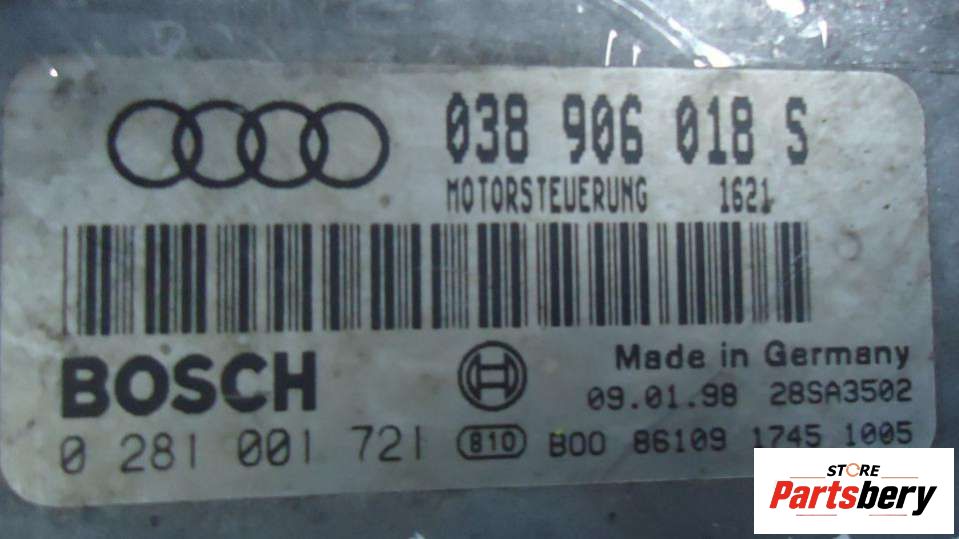 038 906 018 S
MOTORSTEUERUNG 1621
BOSCH
Made in Germany
09.01.98 28SA3502
0 281 001 721 810 B00 86109 1745 1005
STORE
Partsbery